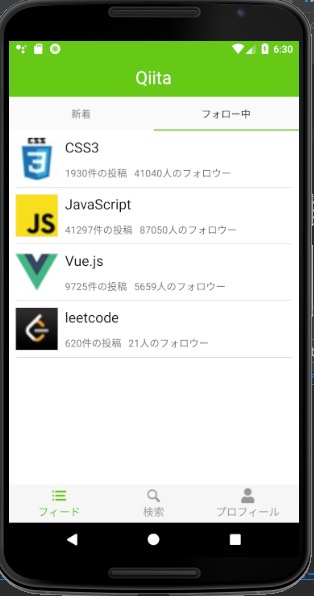 6:30
Qiita
新着 フォロー中
CSS3
1930件の投稿 41040人のフォロワー
JS JavaScript
41297件の投稿 87050人のフォロワー
Vue.js
9725件の投稿 5659人のフォロワー
leetcode
620件の投稿 21人のフォロワー
フィード 検索 プロフィール